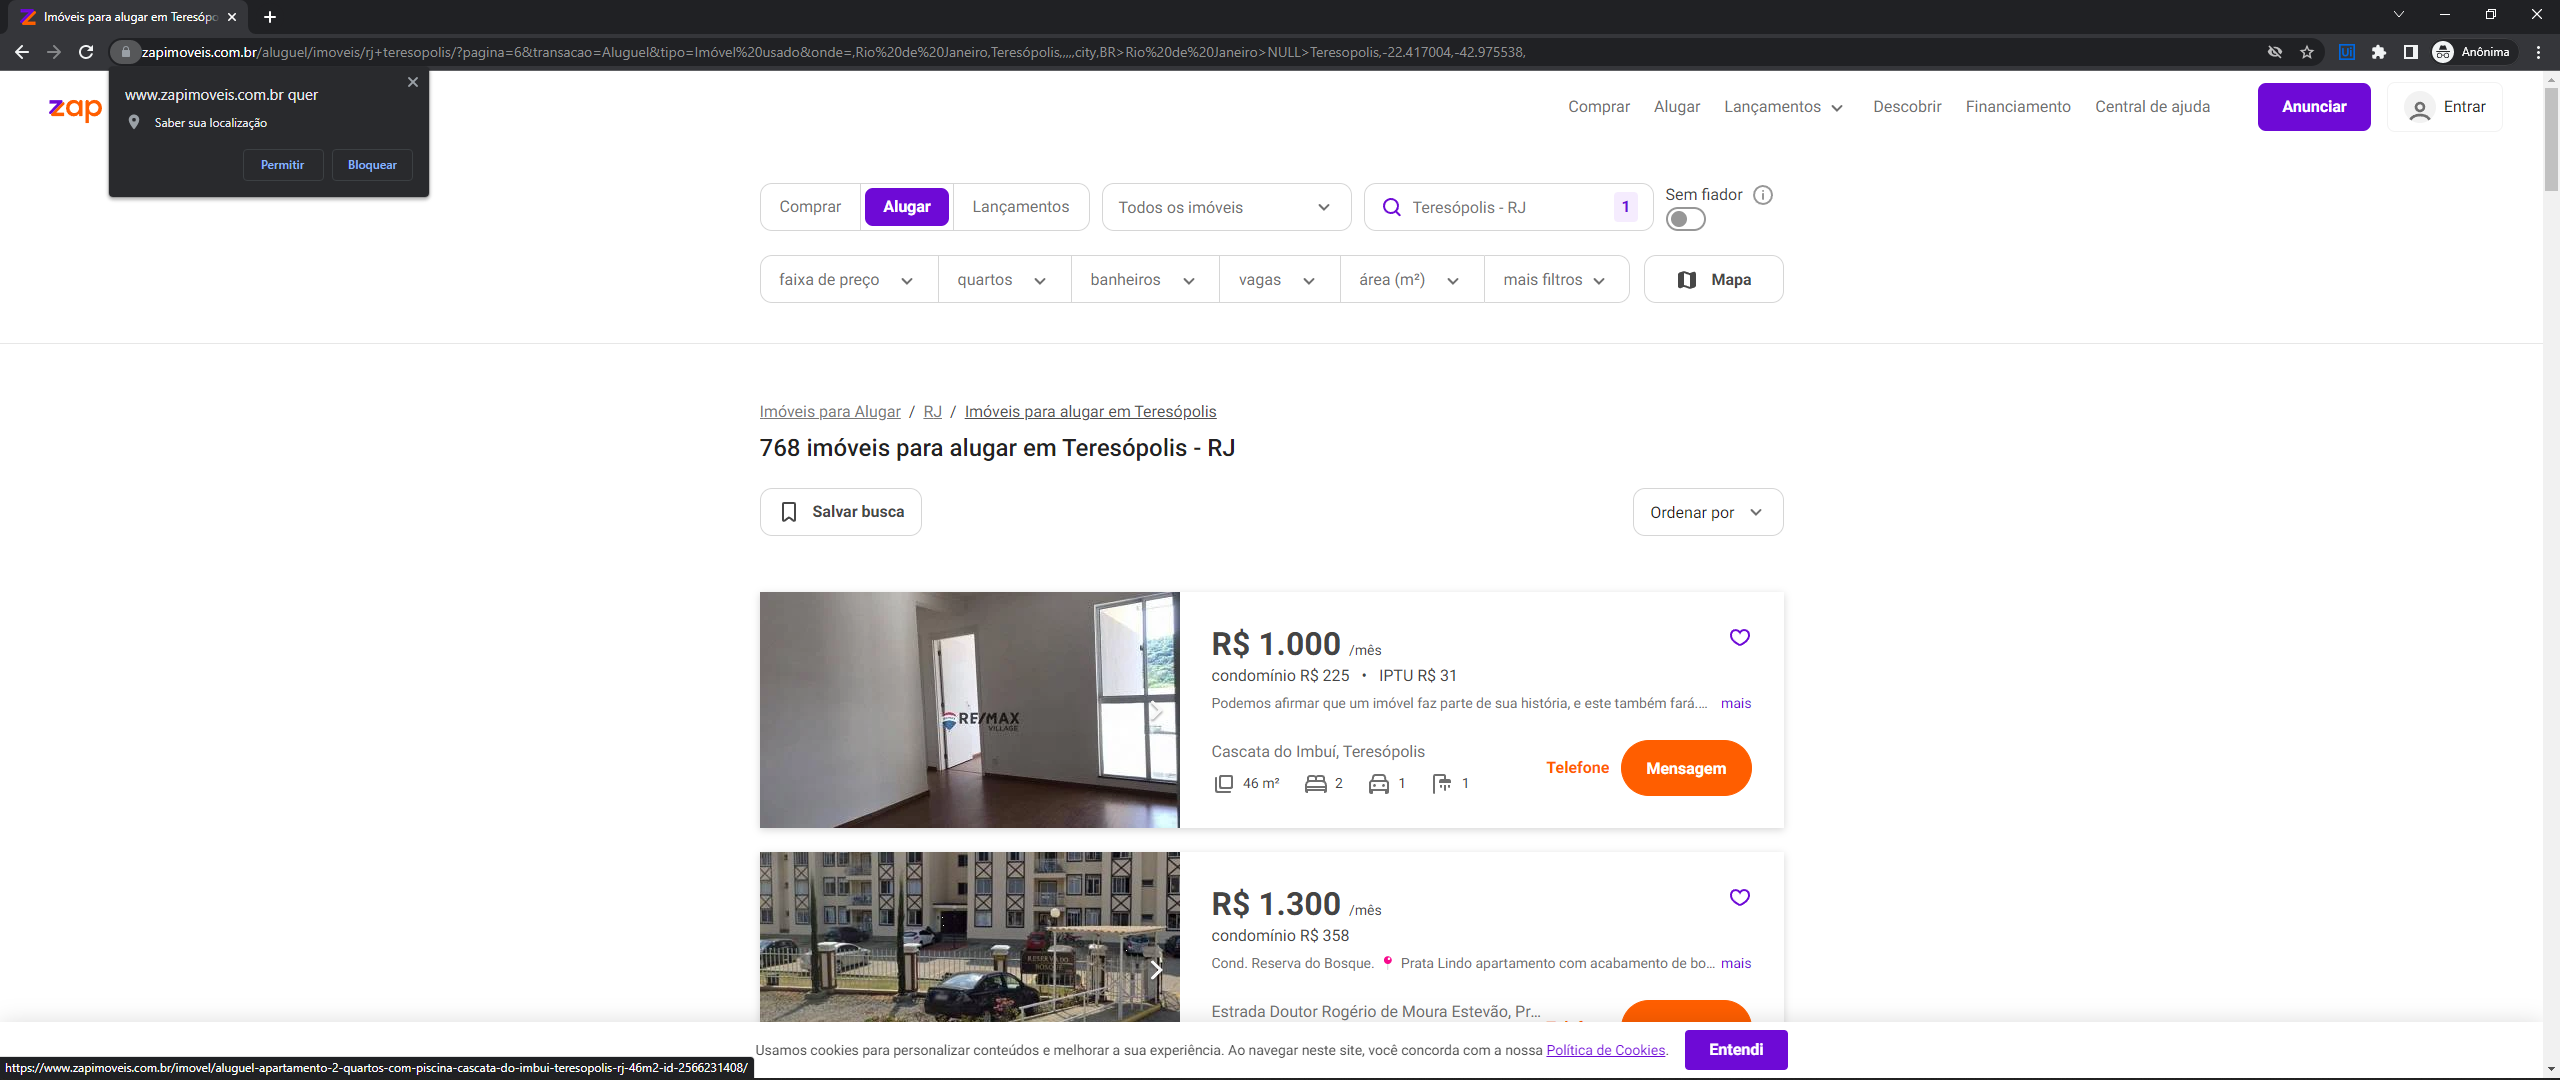 Imóveis para alugar em Teresópo
zapimoveis.com.br/aluguel/imoveis/rj+teresopolis/?pagina=6&transacao=Aluguel&tipo=Imóvel%20usado&onde=,Rio%20de%20Janeiro,Teresópolis,,,,,city,BR>Rio%20de%20Janeiro>NULL>Teresopolis,-22.417004,-42.975538,
Anônima
www.zapimoveis.com.br quer
Saber sua localização
Permitir Bloquear
zap
Comprar Alugar Lançamentos Descobrir Financiamento Central de ajuda Anunciar Entrar
Comprar Alugar Lançamentos Todos os imóveis Teresópolis - RJ 1 Sem fiador
faixa de preço quartos banheiros vagas área (m²) mais filtros Mapa
Imóveis para Alugar / RJ / Imóveis para alugar em Teresópolis
768 imóveis para alugar em Teresópolis - RJ
Salvar busca Ordenar por
R$ 1.000 /mês
condomínio R$ 225 • IPTU R$ 31
Podemos afirmar que um imóvel faz parte de sua história, e este também fará.... mais
RE/MAX
VILLAGE
Cascata do Imbuí, Teresópolis
46 m² 2 1 1
Telefone Mensagem
R$ 1.300 /mês
condomínio R$ 358
Cond. Reserva do Bosque. Prata Lindo apartamento com acabamento de bo... mais
RESERVA DO
BOSQUE
Estrada Doutor Rogério de Moura Estevão, Pr...
Usamos cookies para personalizar conteúdos e melhorar a sua experiência. Ao navegar neste site, você concorda com a nossa Política de Cookies. Entendi
https://www.zapimoveis.com.br/imovel/aluguel-apartamento-2-quartos-com-piscina-cascata-do-imbui-teresopolis-rj-46m2-id-2566231408/